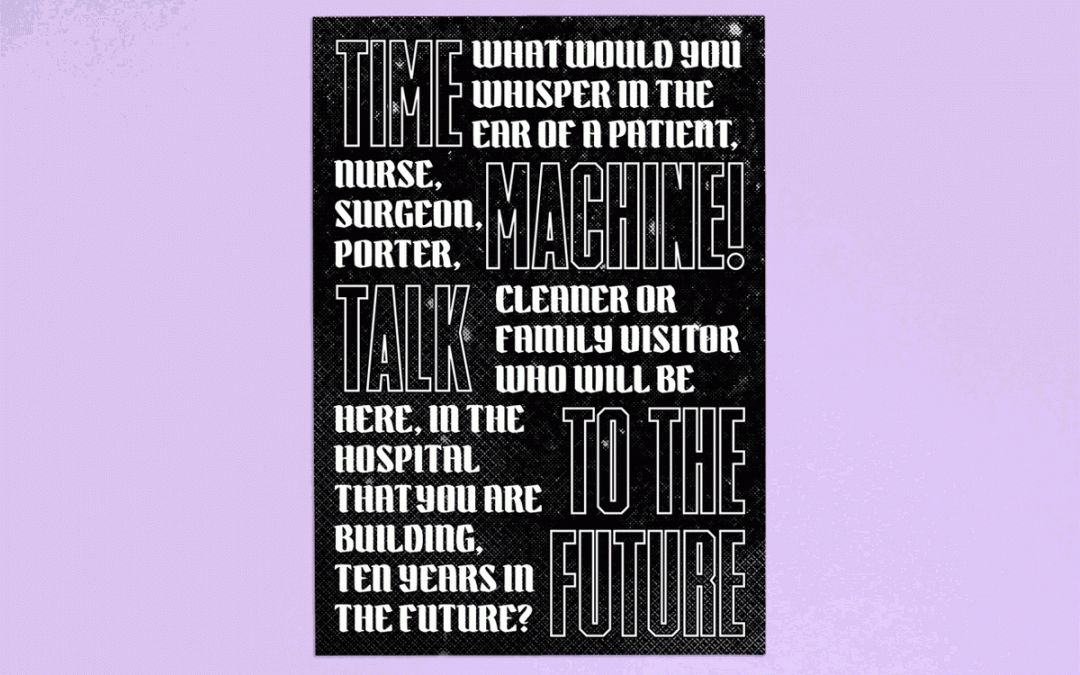 TIME
WHAT WOULD YOU
WHISPER IN THE
EAR OF A PATIENT,
NURSE,
SURGEON,
PORTER,
MACHINE!
TALK
CLEANER OR
FAMILY VISITOR
WHO WILL BE
HERE, IN THE
HOSPITAL
THAT YOU ARE
BUILDING,
TEN YEARS IN
THE FUTURE?
TO THE
FUTURE